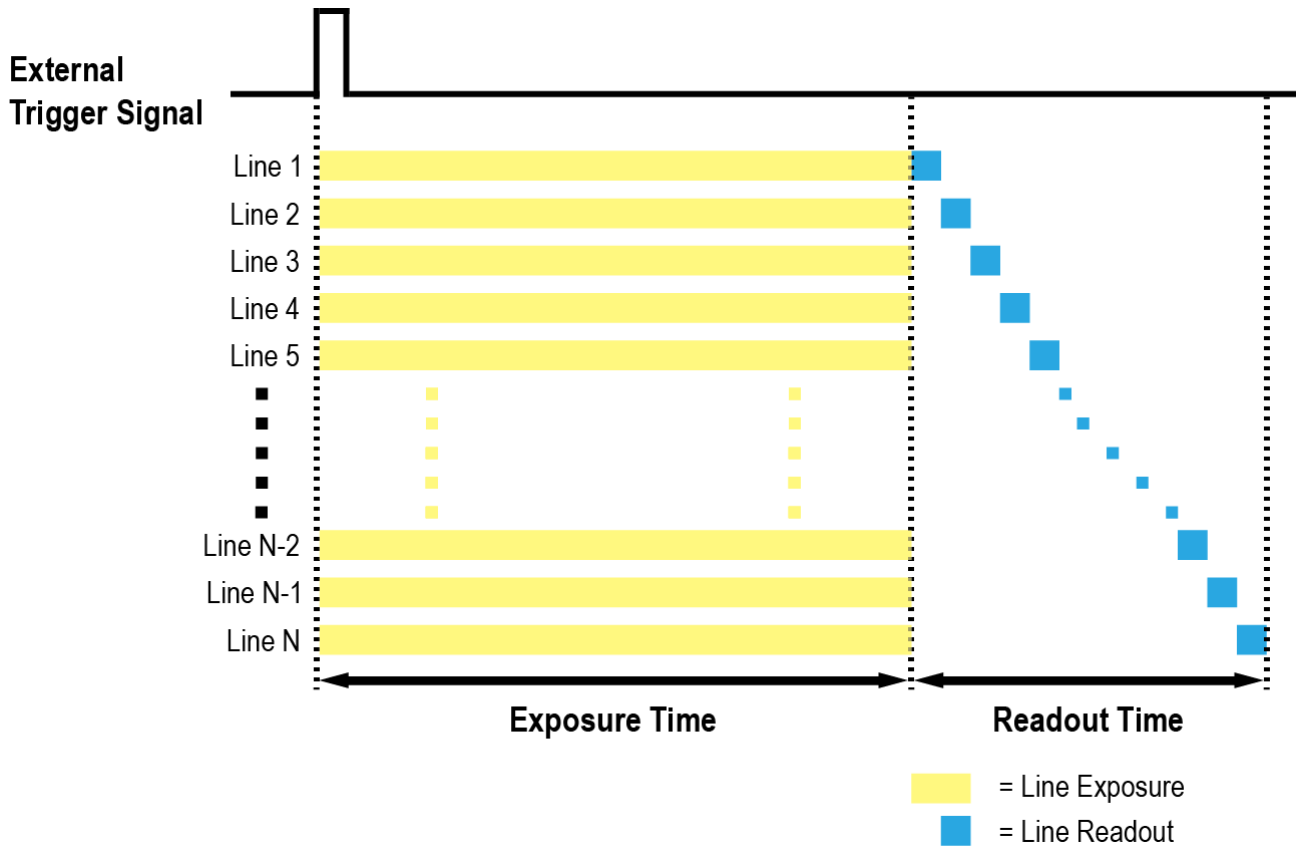 External
Trigger Signal
Line 1
Line 2
Line 3
Line 4
Line 5
Line N-2
Line N-1
Line N
Exposure Time
Readout Time
= Line Exposure
= Line Readout